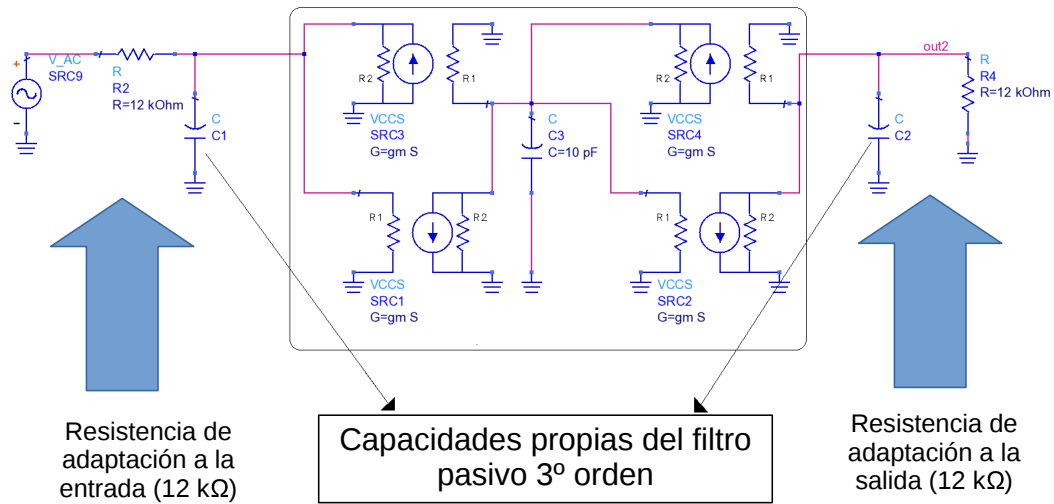 V_AC
SRC9
R
R2
R=12 kOhm
C
C1
R2
R1
VCCS
SRC3
G=gm S
R1
R2
VCCS
SRC1
G=gm S
C
C3
C=10 pF
R2
R1
VCCS
SRC4
G=gm S
R1
R2
VCCS
SRC2
G=gm S
out2
C
C2
R
R4
R=12 kOhm
Resistencia de
adaptación a la
entrada (12 kΩ)
Capacidades propias del filtro
pasivo 3º orden
Resistencia de
adaptación a la
salida (12 kΩ)